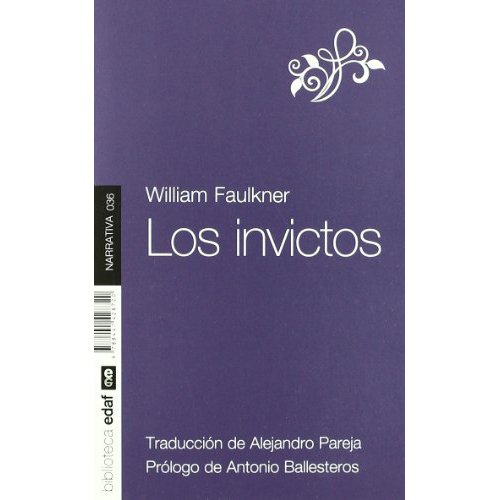 William Faulkner
Los invictos
NARRATIVA 036
biblioteca edaf
Traducción de Alejandro Pareja
Prólogo de Antonio Ballesteros